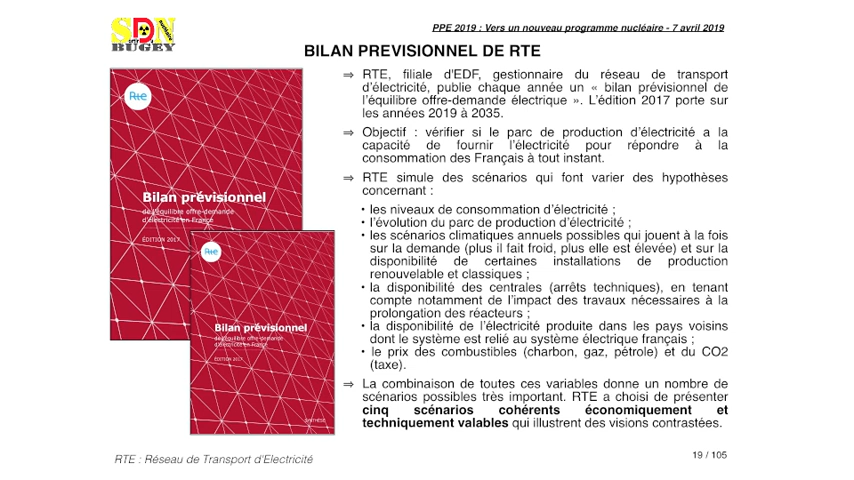 SDN
nucléaire
BUGEY
PPE 2019 : Vers un nouveau programme nucléaire - 7 avril 2019
BILAN PREVISIONNEL DE RTE
Rte
Bilan prévisionnel
de l'équilibre offre-demande
d'électricité en France
ÉDITION 2017
Rte
Bilan prévisionnel
de l'équilibre offre-demande
d'électricité en France
ÉDITION 2017
SYNTHÈSE
⇒ RTE, filiale d'EDF, gestionnaire du réseau de transport
d'électricité, publie chaque année un « bilan prévisionnel de
l'équilibre offre-demande électrique ». L'édition 2017 porte sur
les années 2019 à 2035.
⇒ Objectif : vérifier si le parc de production d'électricité a la
capacité de fournir l'électricité pour répondre à la
consommation des Français à tout instant.
⇒ RTE simule des scénarios qui font varier des hypothèses
concernant :
• les niveaux de consommation d'électricité ;
• l'évolution du parc de production d'électricité ;
• les scénarios climatiques annuels possibles qui jouent à la fois
sur la demande (plus il fait froid, plus elle est élevée) et sur la
disponibilité de certaines installations de production
renouvelable et classiques ;
• la disponibilité des centrales (arrêts techniques), en tenant
compte notamment de l'impact des travaux nécessaires à la
prolongation des réacteurs ;
• la disponibilité de l'électricité produite dans les pays voisins
dont le système est relié au système électrique français ;
• le prix des combustibles (charbon, gaz, pétrole) et du CO2
(taxe).
⇒ La combinaison de toutes ces variables donne un nombre de
scénarios possibles très important. RTE a choisi de présenter
cinq scénarios cohérents économiquement et
techniquement valables qui illustrent des visions contrastées.
RTE : Réseau de Transport d'Electricité
19 / 105